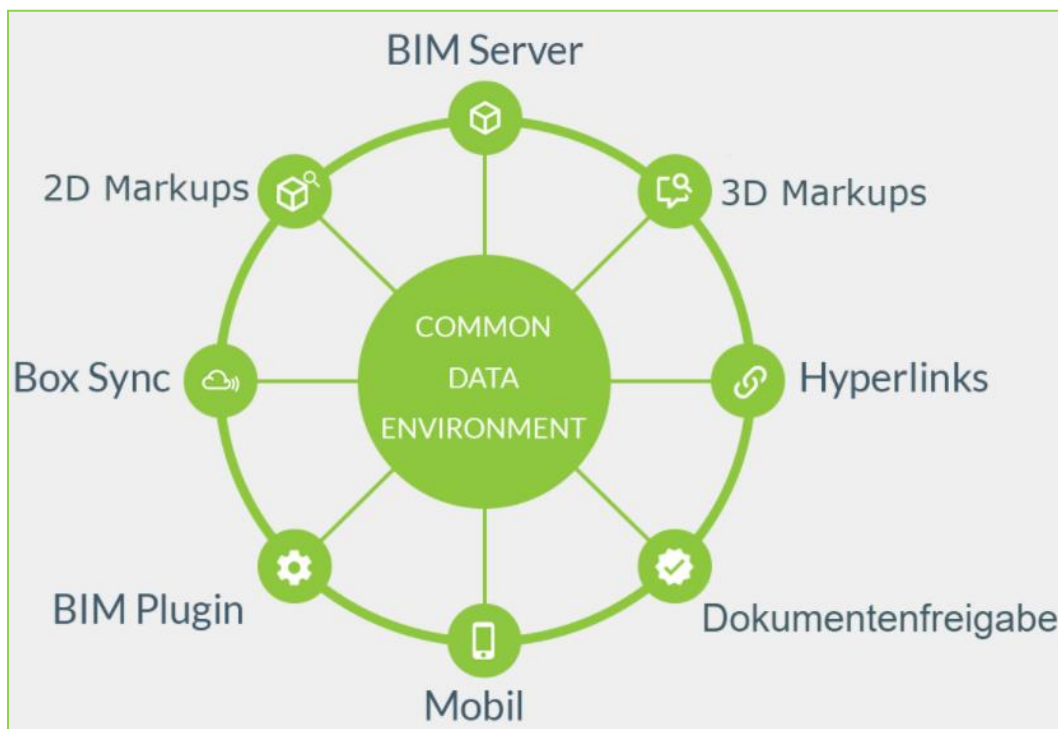 BIM Server
2D Markups
3D Markups
COMMON
DATA
ENVIRONMENT
Box Sync
Hyperlinks
BIM Plugin
Dokumentenfreigabe
Mobil